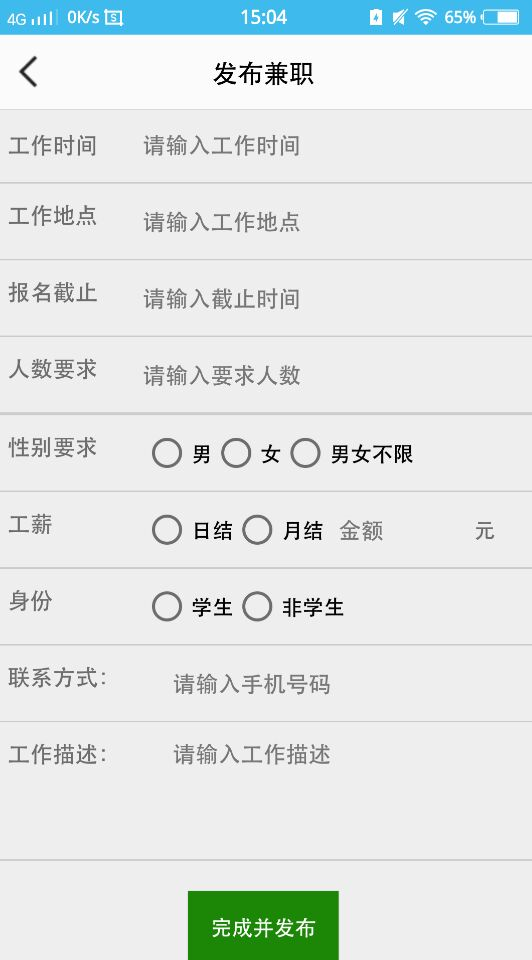 4G 0K/s 15:04 65%
发布兼职
工作时间 请输入工作时间
工作地点 请输入工作地点
报名截止 请输入截止时间
人数要求 请输入要求人数
性别要求 男 女 男女不限
工薪 日结 月结 金额 元
身份 学生 非学生
联系方式: 请输入手机号码
工作描述: 请输入工作描述
完成并发布